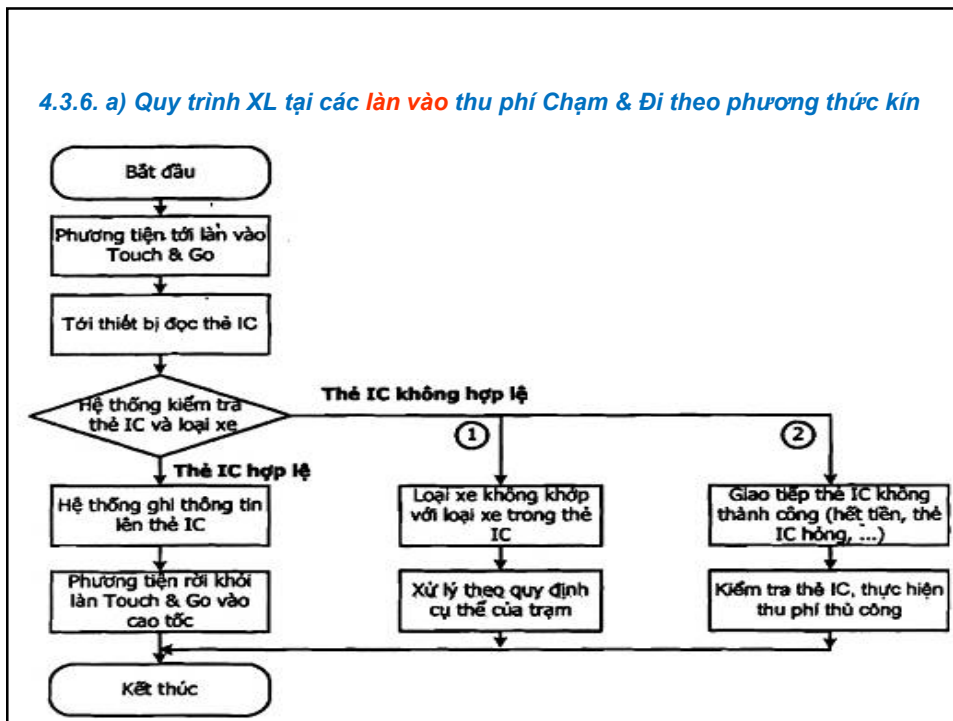 4.3.6. a) Quy trình XL tại các làn vào thu phí Chạm & Đi theo phương thức kín
Bắt đầu
Phương tiện tới làn vào
Touch & Go
Tới thiết bị đọc thẻ IC
Hệ thống kiểm tra
thẻ IC và loại xe
Thẻ IC không hợp lệ
1
2
Thẻ IC hợp lệ
Hệ thống ghi thông tin
lên thẻ IC
Loại xe không khớp
với loại xe trong thẻ
IC
Giao tiếp thẻ IC không
thành công (hết tiền, thẻ
IC hỏng, ...)
Phương tiện rời khỏi
làn Touch & Go vào
cao tốc
Xử lý theo quy định
cụ thể của trạm
Kiểm tra thẻ IC, thực hiện
thu phí thủ công
Kết thúc